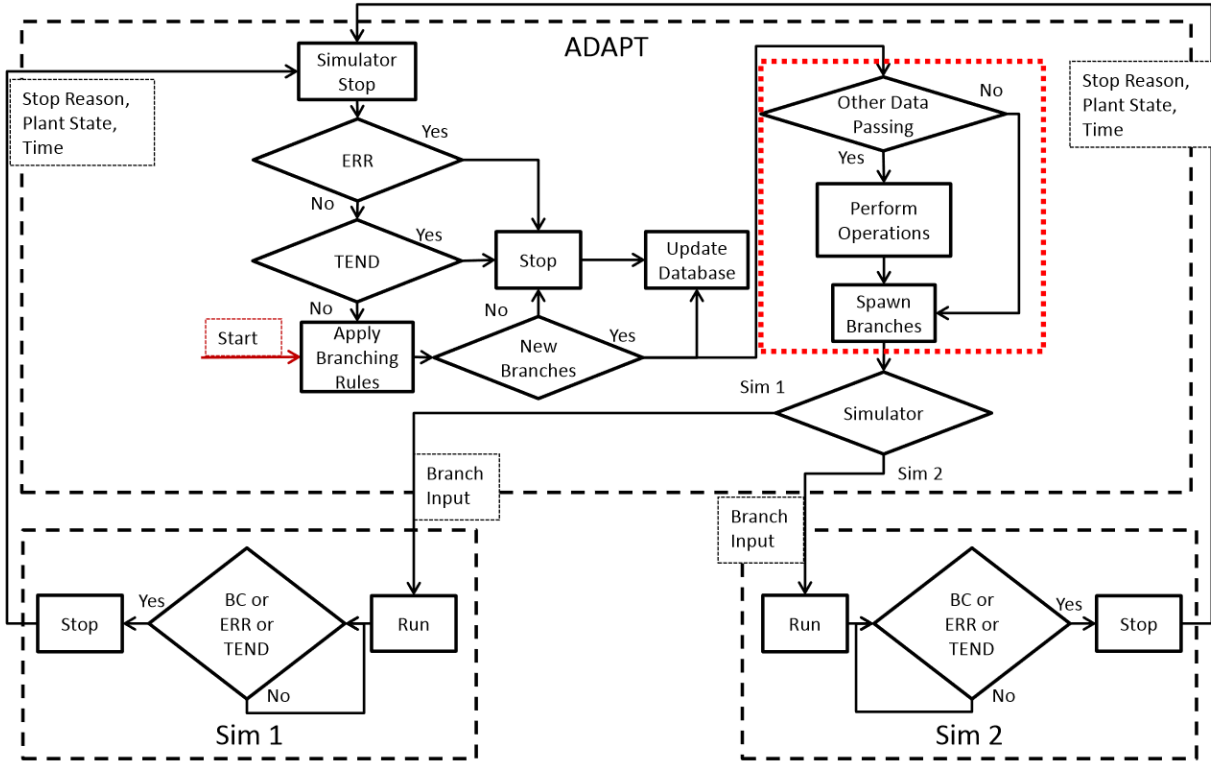 ADAPT
Simulator
Stop
Stop Reason,
Plant State,
Time
Yes
ERR
No
TEND
Yes
Stop
Update
Database
No
Start
Apply
Branching
Rules
No
New
Branches
Yes
Other Data
Passing
No
Yes
Perform
Operations
Spawn
Branches
Stop Reason,
Plant State,
Time
Sim 1
Simulator
Sim 2
Branch
Input
Branch
Input
Stop
Yes
BC or
ERR or
TEND
Run
No
Sim 1
Run
BC or
ERR or
TEND
Yes
Stop
No
Sim 2